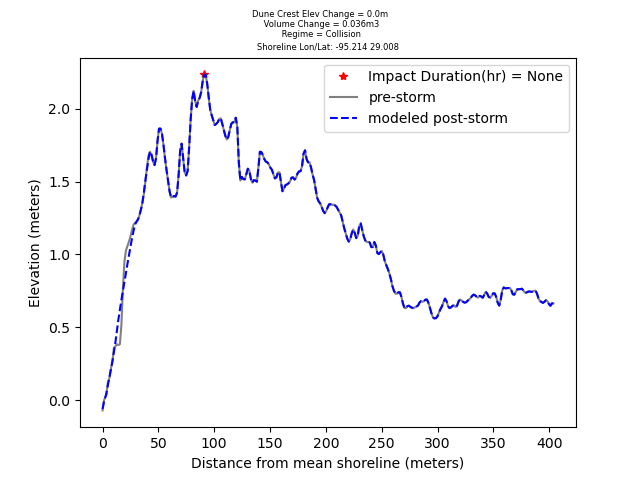 Dune Crest Elev Change = 0.0m
Volume Change = 0.036m3
Regime = Collision
Shoreline Lon/Lat: -95.214 29.008
Impact Duration(hr) = None
pre-storm
modeled post-storm
Elevation (meters)
2.0
1.5
1.0
0.5
0.0
0 50 100 150 200 250 300 350 400
Distance from mean shoreline (meters)